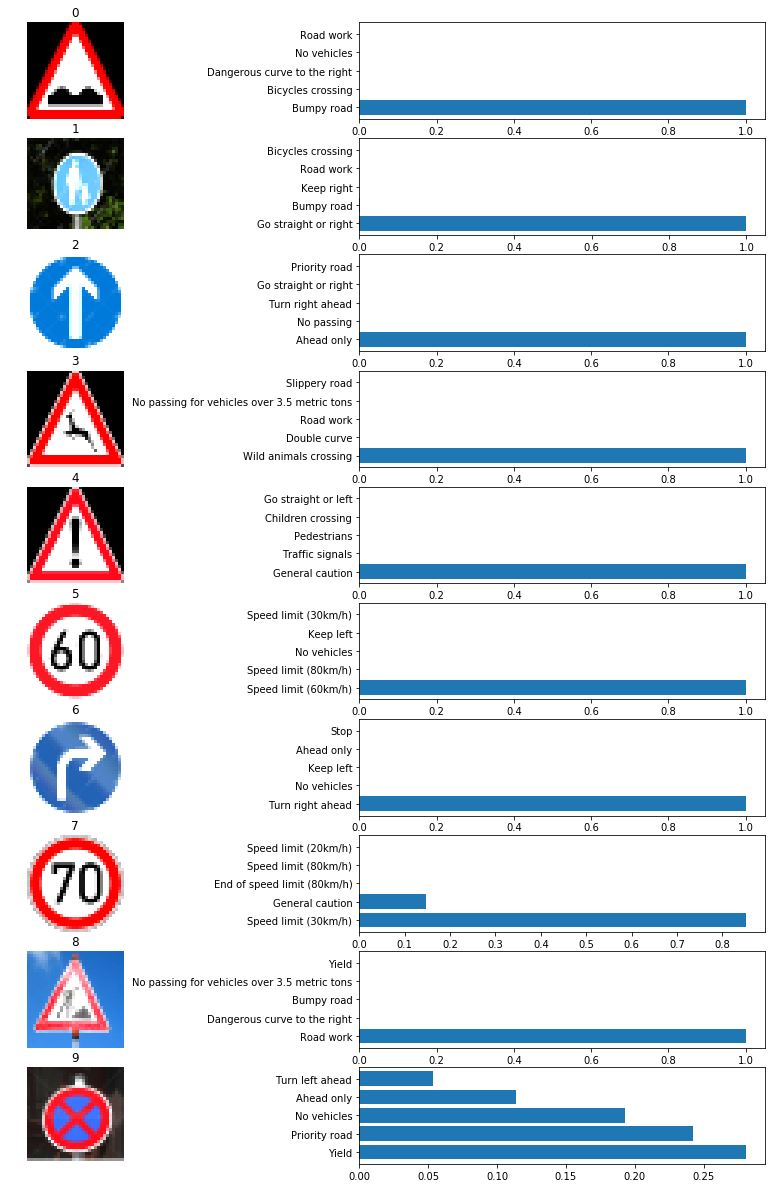 0
Road work
No vehicles
Dangerous curve to the right
Bicycles crossing
Bumpy road
0.0 0.2 0.4 0.6 0.8 1.0
1
Bicycles crossing
Road work
Keep right
Bumpy road
Go straight or right
0.0 0.2 0.4 0.6 0.8 1.0
2
Priority road
Go straight or right
Turn right ahead
No passing
Ahead only
0.0 0.2 0.4 0.6 0.8 1.0
3
Slippery road
No passing for vehicles over 3.5 metric tons
Road work
Double curve
Wild animals crossing
0.0 0.2 0.4 0.6 0.8 1.0
4
Go straight or left
Children crossing
Pedestrians
Traffic signals
General caution
0.0 0.2 0.4 0.6 0.8 1.0
5
60
Speed limit (30km/h)
Keep left
No vehicles
Speed limit (80km/h)
Speed limit (60km/h)
0.0 0.2 0.4 0.6 0.8 1.0
6
Stop
Ahead only
Keep left
No vehicles
Turn right ahead
0.0 0.2 0.4 0.6 0.8 1.0
7
70
Speed limit (20km/h)
Speed limit (80km/h)
End of speed limit (80km/h)
General caution
Speed limit (30km/h)
0.0 0.1 0.2 0.3 0.4 0.5 0.6 0.7 0.8
8
Yield
No passing for vehicles over 3.5 metric tons
Bumpy road
Dangerous curve to the right
Road work
0.0 0.2 0.4 0.6 0.8 1.0
9
Turn left ahead
Ahead only
No vehicles
Priority road
Yield
0.00 0.05 0.10 0.15 0.20 0.25